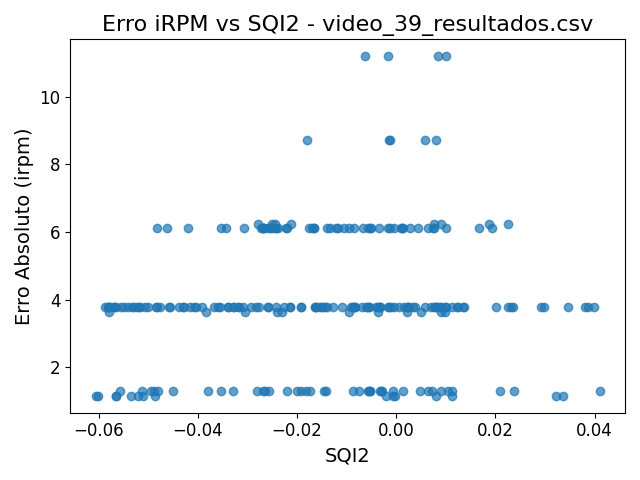 Erro iRPM vs SQI2 - video_39_resultados.csv
Erro Absoluto (irpm)
10
8
6
4
2
−0.06 −0.04 −0.02 0.00 0.02 0.04
SQI2